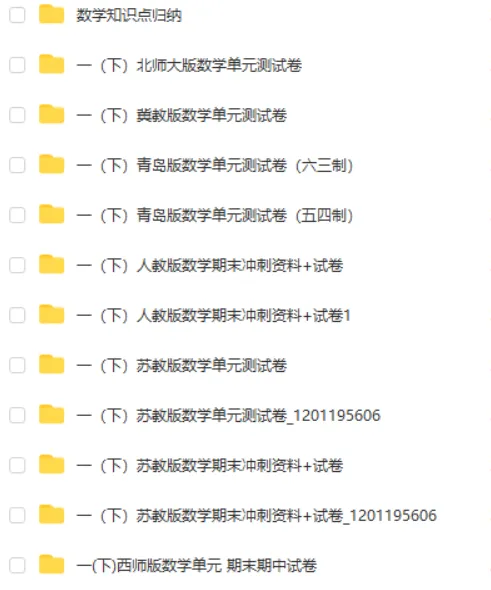 数学知识点归纳
一（下）北师大版数学单元测试卷
一（下）冀教版数学单元测试卷
一（下）青岛版数学单元测试卷（六三制）
一（下）青岛版数学单元测试卷（五四制）
一（下）人教版数学期末冲刺资料+试卷
一（下）人教版数学期末冲刺资料+试卷1
一（下）苏教版数学单元测试卷
一（下）苏教版数学单元测试卷_1201195606
一（下）苏教版数学期末冲刺资料+试卷
一（下）苏教版数学期末冲刺资料+试卷_1201195606
一(下)西师版数学单元 期末期中试卷